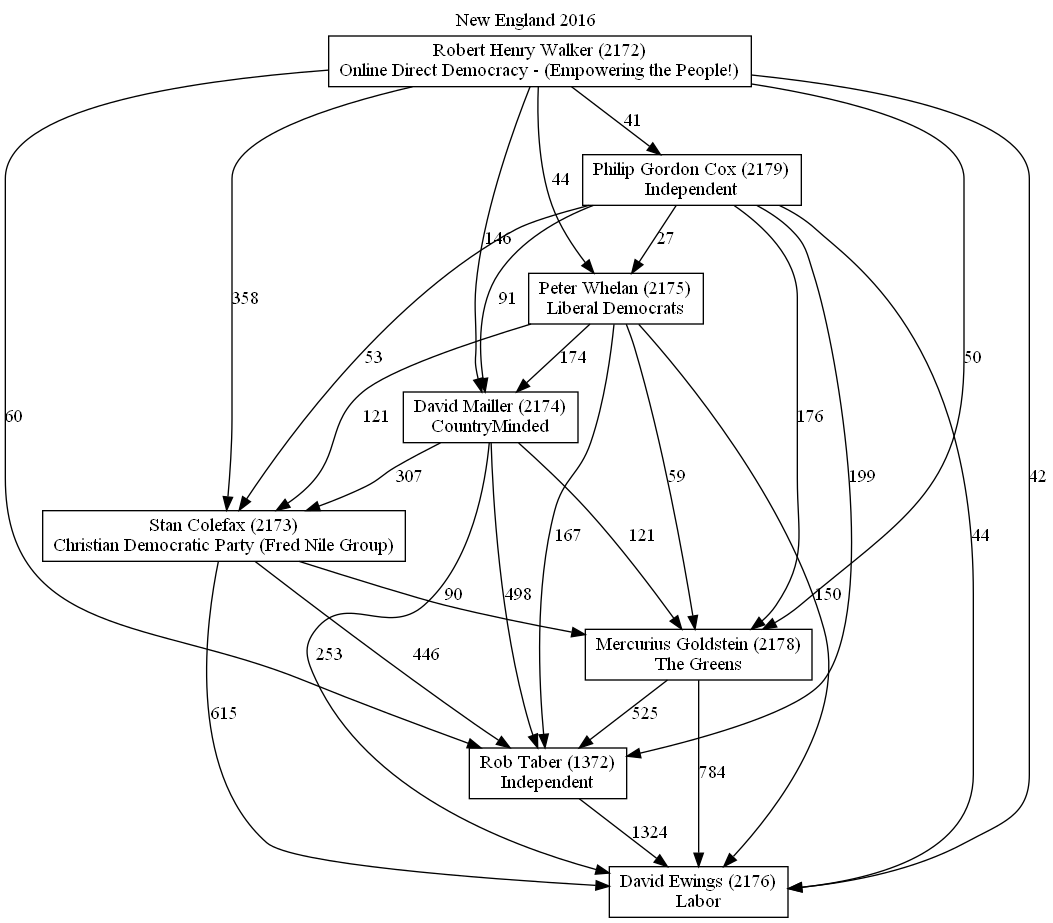 New England 2016
Robert Henry Walker (2172)
Online Direct Democracy - (Empowering the People!)
41
Philip Gordon Cox (2179)
Independent
44
146
27
Peter Whelan (2175)
Liberal Democrats
358
91
53
174
50
David Mailler (2174)
CountryMinded
60
121
176
307
59
199
42
Stan Colefax (2173)
Christian Democratic Party (Fred Nile Group)
167
121
44
90
498
150
Mercurius Goldstein (2178)
The Greens
253
446
615
525
Rob Taber (1372)
Independent
784
1324
David Ewings (2176)
Labor